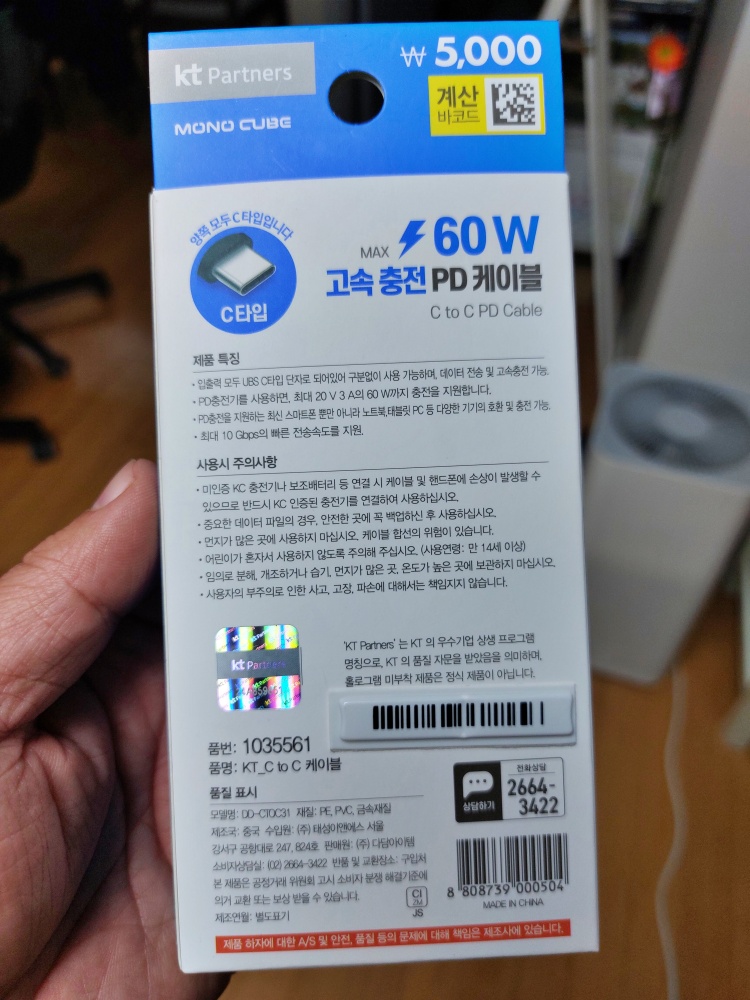 kt Partners
₩ 5,000
계산
바코드
MONO CUBE
양쪽 모두 C타입입니다
C타입
MAX 60W
고속 충전 PD 케이블
C to C PD Cable
제품 특징
• 입출력 모두 UBS C타입 단자로 되어있어 구분없이 사용 가능하며, 데이터 전송 및 고속충전 가능.
• PD충전기를 사용하면, 최대 20 V 3 A의 60 W까지 충전을 지원합니다.
• PD충전을 지원하는 최신 스마트폰 뿐만 아니라 노트북,태블릿 PC 등 다양한 기기의 호환 및 충전 가능.
• 최대 10 Gbps의 빠른 전송속도를 지원.
사용시 주의사항
• 미인증 KC 충전기나 보조배터리 등 연결 시 케이블 및 핸드폰에 손상이 발생할 수
있으므로 반드시 KC 인증된 충전기를 연결하여 사용하십시오.
• 중요한 데이터 파일의 경우, 안전한 곳에 꼭 백업하신 후 사용하십시오.
• 먼지가 많은 곳에 사용하지 마십시오. 케이블 합선의 위험이 있습니다.
• 어린이가 혼자서 사용하지 않도록 주의해 주십시오. (사용연령: 만 14세 이상)
• 임의로 분해, 개조하거나 습기, 먼지가 많은 곳, 온도가 높은 곳에 보관하지 마십시오.
• 사용자의 부주의로 인한 사고, 고장, 파손에 대해서는 책임지지 않습니다.
kt Partners
'KT Partners' 는 KT 의 우수기업 상생 프로그램
명칭으로, KT 의 품질 자문을 받았음을 의미하며,
홀로그램 미부착 제품은 정식 제품이 아닙니다.
품번: 1035561
품명: KT_C to C 케이블
품질 표시
모델명: DD-CTOC31 재질: PE, PVC, 금속재질
제조국: 중국 수입원: (주) 태성이앤에스 서울
강서구 공항대로 247, 824호 판매원: (주) 다담아이템
소비자상담실: (02) 2664-3422 반품 및 교환장소: 구입처
본 제품은 공정거래 위원회 고시 소비자 분쟁 해결기준에
의거 교환 또는 보상 받을 수 있습니다.
제조연월: 별도표기
상담하기
전화상담
2664-
3422
8 808739 000504
MADE IN CHINA
JS
제품 하자에 대한 A/S 및 안전, 품질 등의 문제에 대해 책임은 제조사에 있습니다.